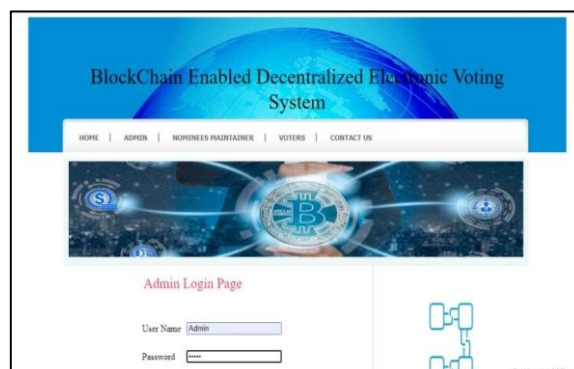 BlockChain Enabled Decentralized Electronic Voting
System
HOME | ADMIN | NOMINEES MAINTAINER | VOTERS | CONTACT US
Admin Login Page
User Name Admin
Password •••••